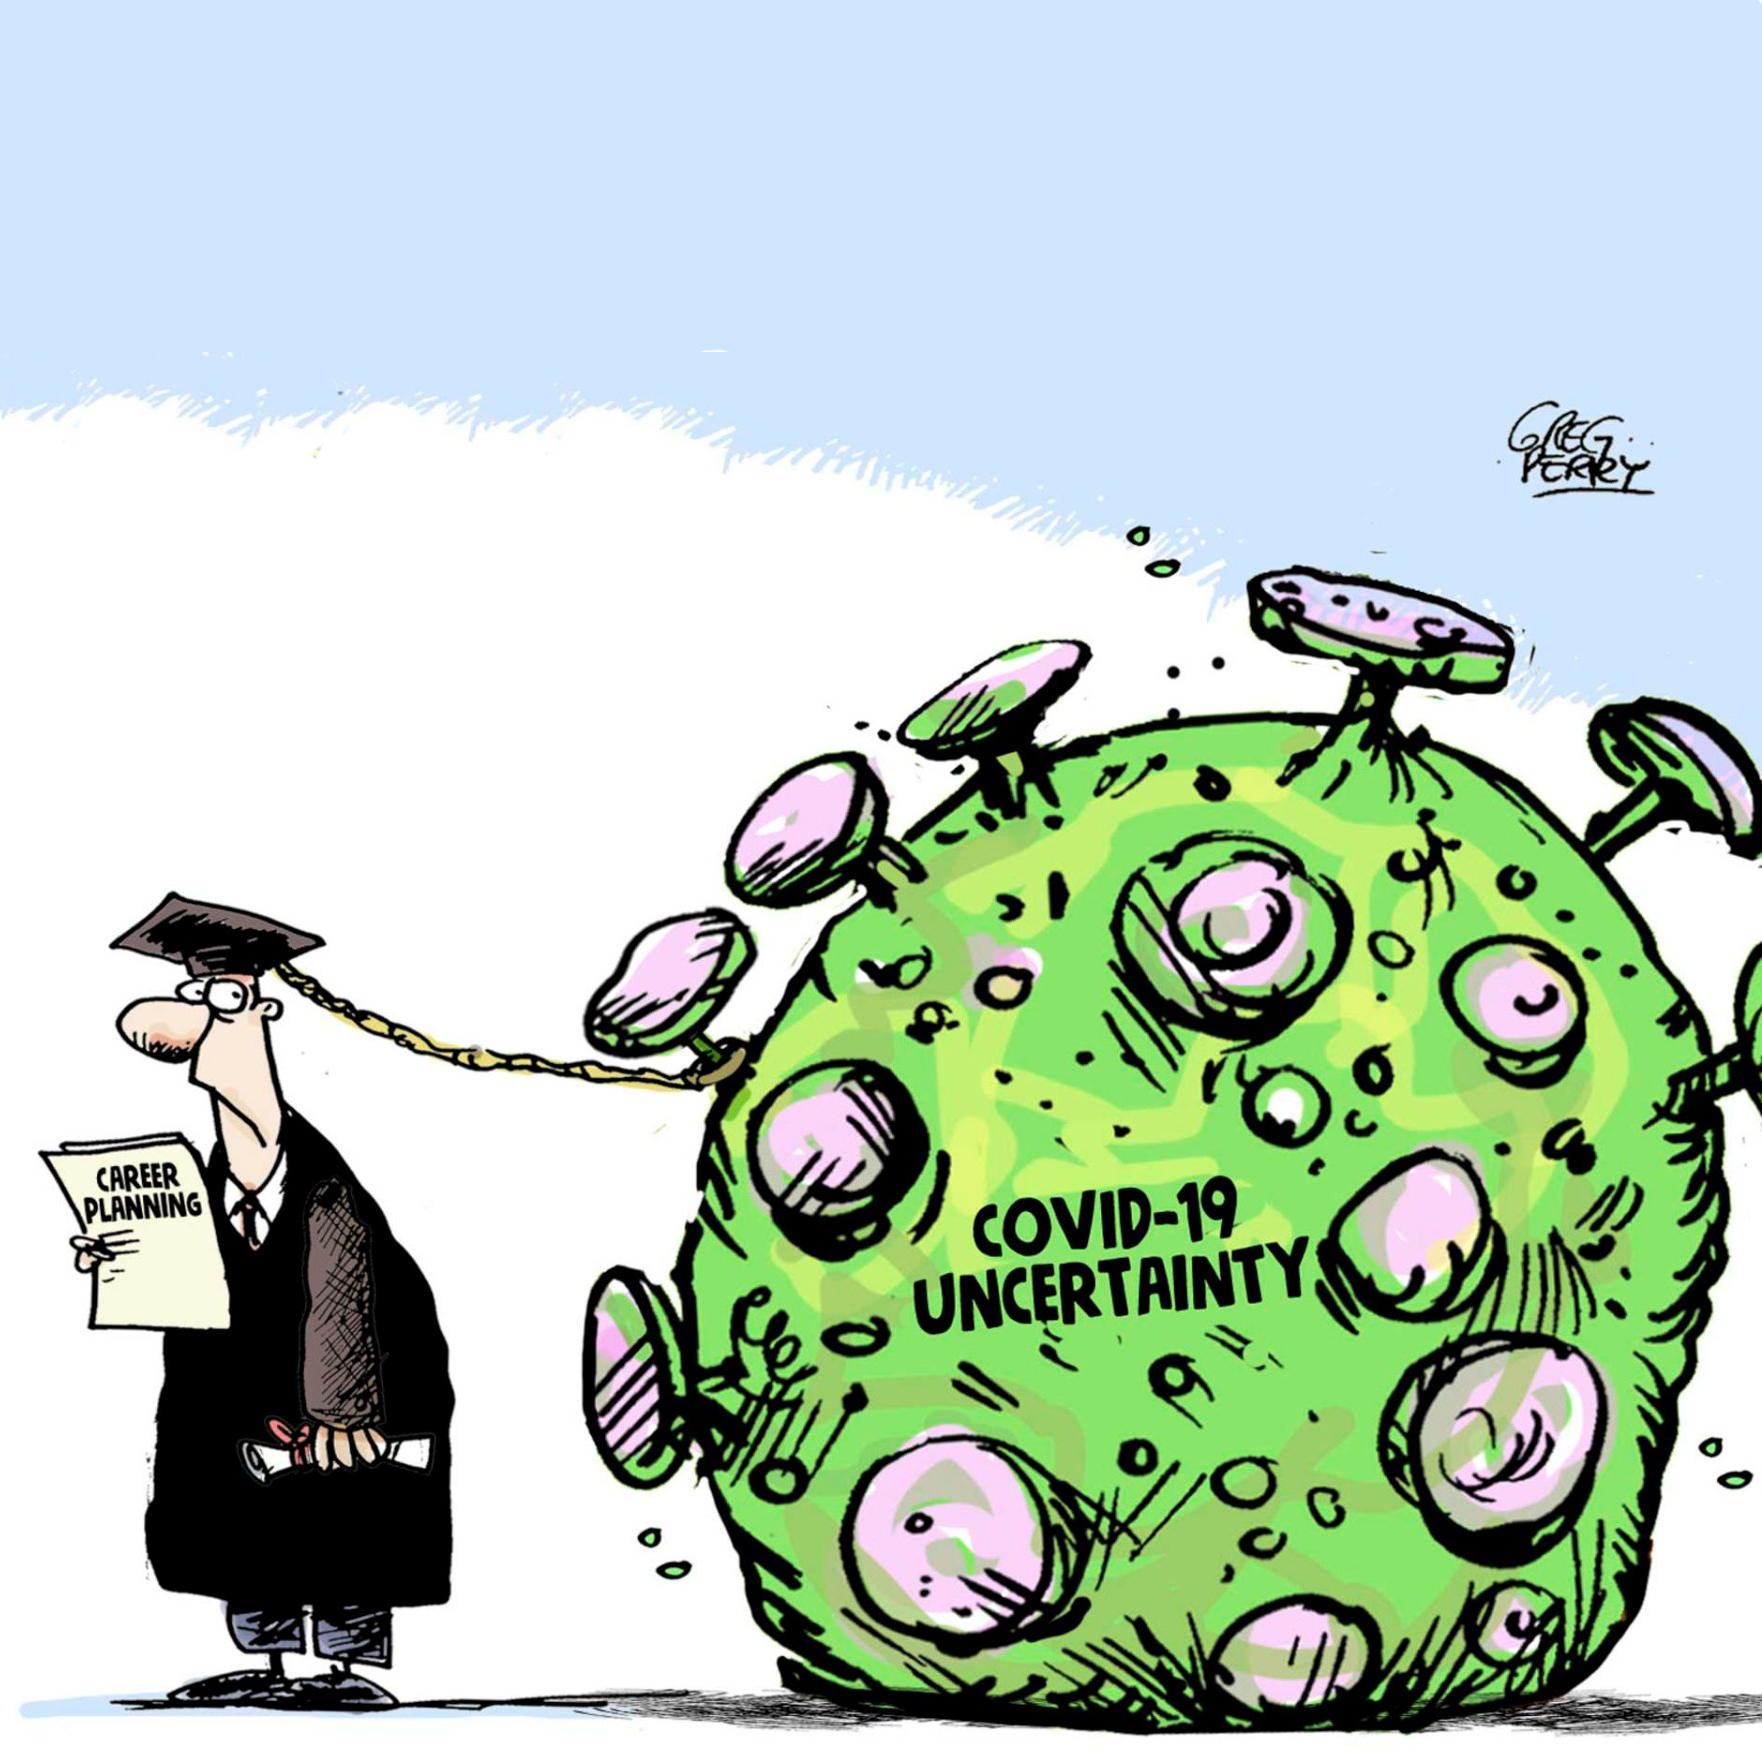 GREG
PERRY
CAREER
PLANNING
COVID-19
UNCERTAINTY